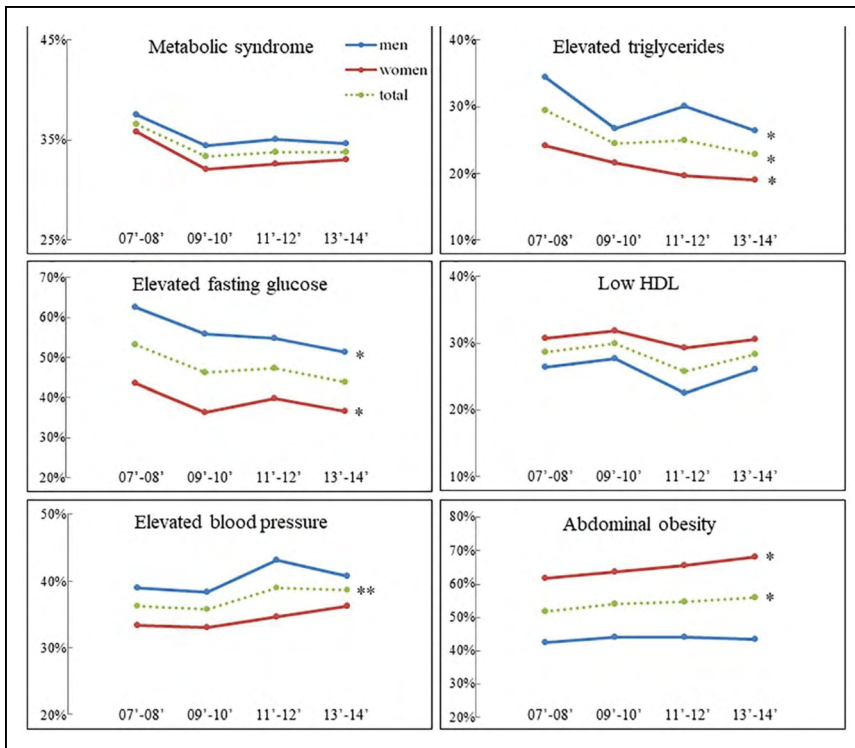 Metabolic syndrome
men
women
total
45%
35%
25%
07’-08’ 09’-10’ 11’-12’ 13’-14’
Elevated triglycerides
40%
30%
20%
10%
*
*
*
07’-08’ 09’-10’ 11’-12’ 13’-14’
Elevated fasting glucose
70%
60%
50%
40%
30%
20%
*
*
07’-08’ 09’-10’ 11’-12’ 13’-14’
Low HDL
40%
30%
20%
10%
07’-08’ 09’-10’ 11’-12’ 13’-14’
Elevated blood pressure
50%
40%
30%
20%
**
07’-08’ 09’-10’ 11’-12’ 13’-14’
Abdominal obesity
80%
70%
60%
50%
40%
30%
20%
*
*
07’-08’ 09’-10’ 11’-12’ 13’-14’